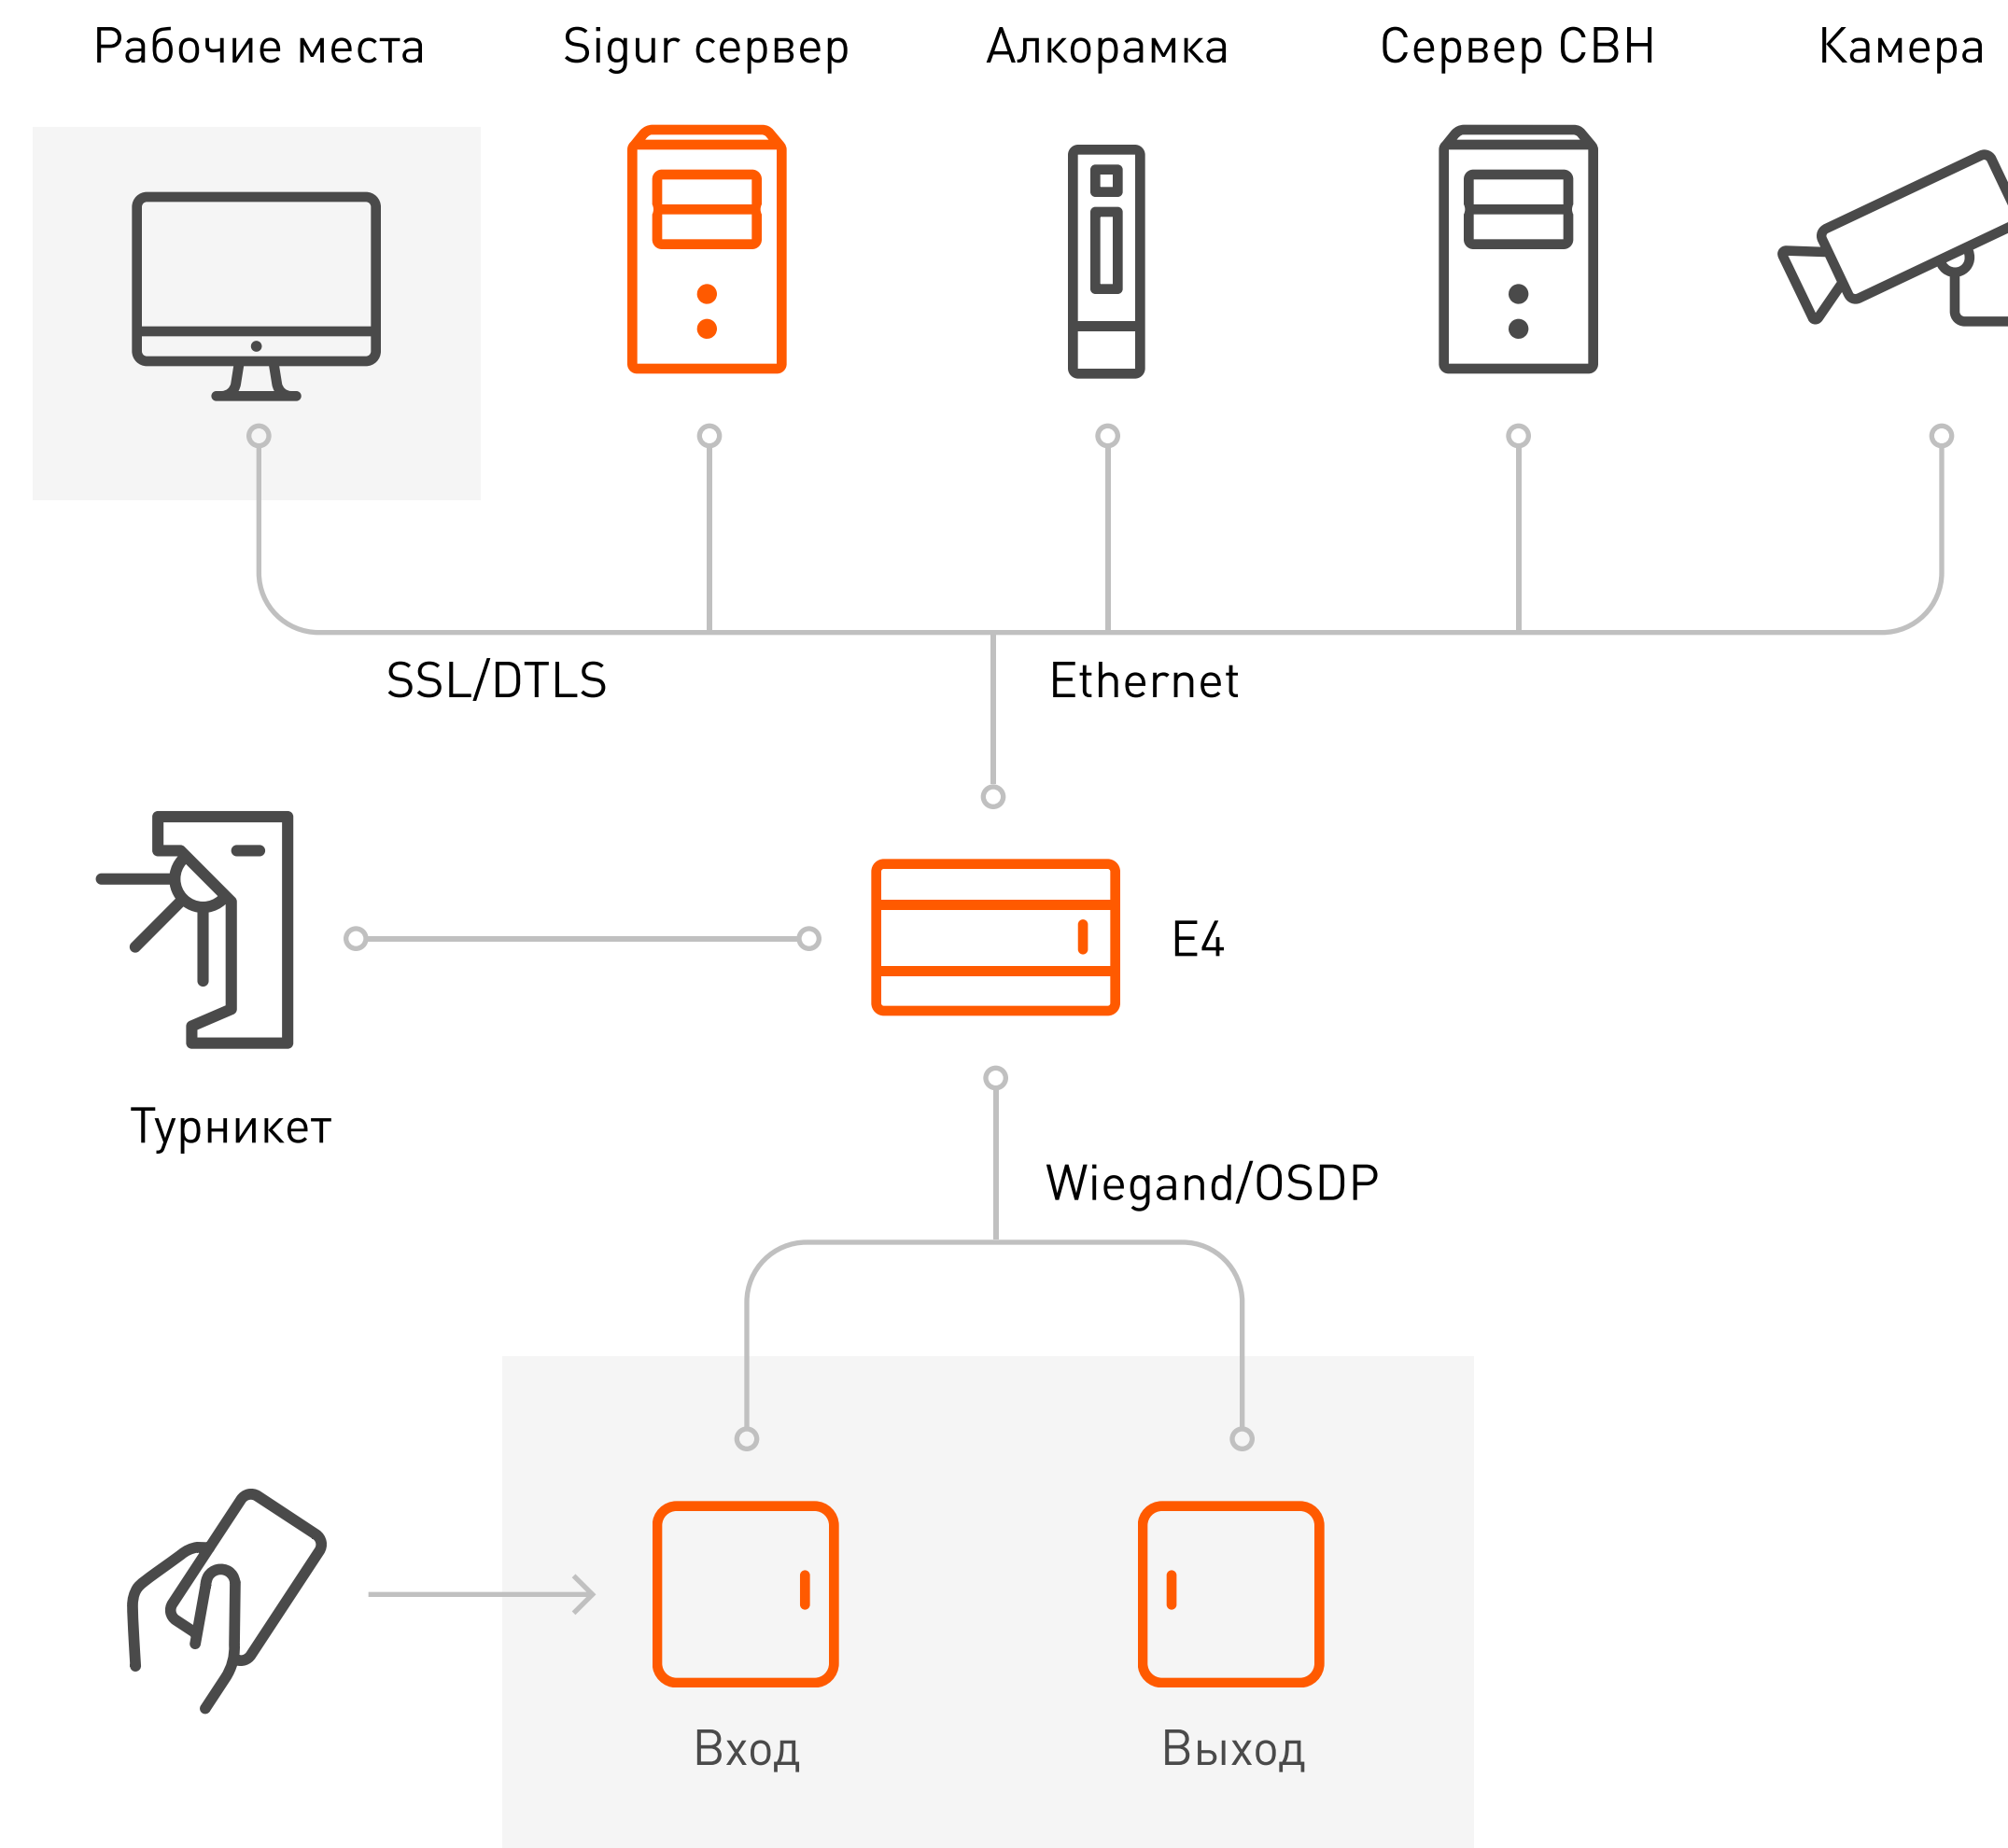 Рабочие места
Sigur сервер
Алкорамка
Сервер СВН
Камера
SSL/DTLS
Ethernet
E4
Турникет
Wiegand/OSDP
Вход
Выход